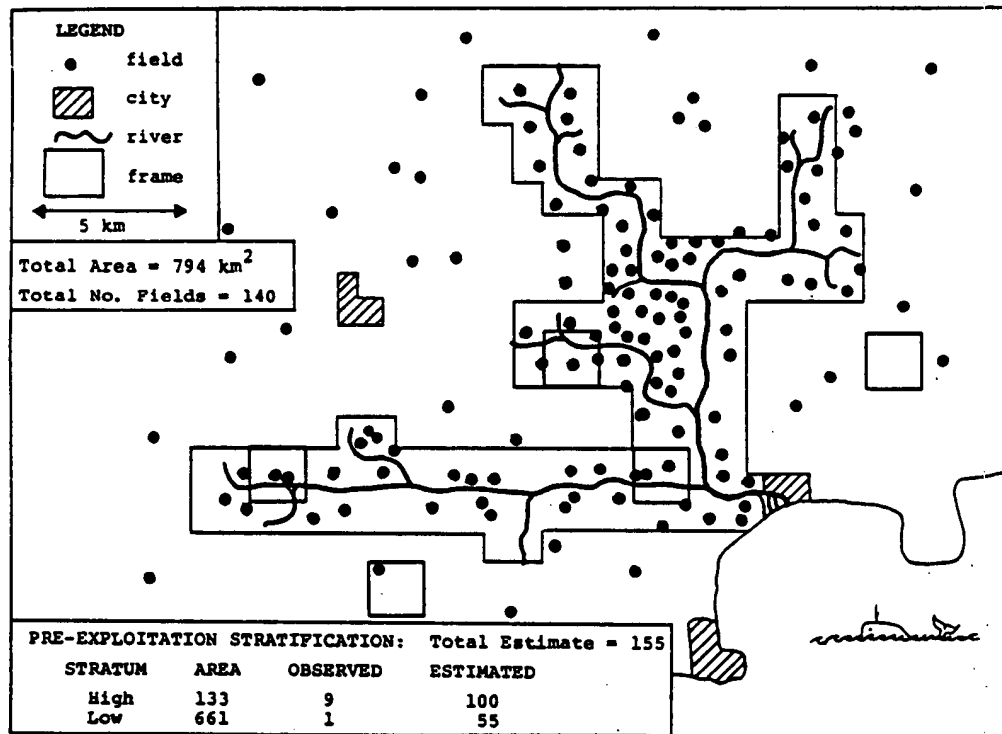 LEGEND
field
city
river
frame
5 km
Total Area = 794 km2
Total No. Fields = 140
PRE-EXPLOITATION STRATIFICATION: Total Estimate = 155
STRATUM AREA OBSERVED ESTIMATED
High 133 9 100
Low 661 1 55